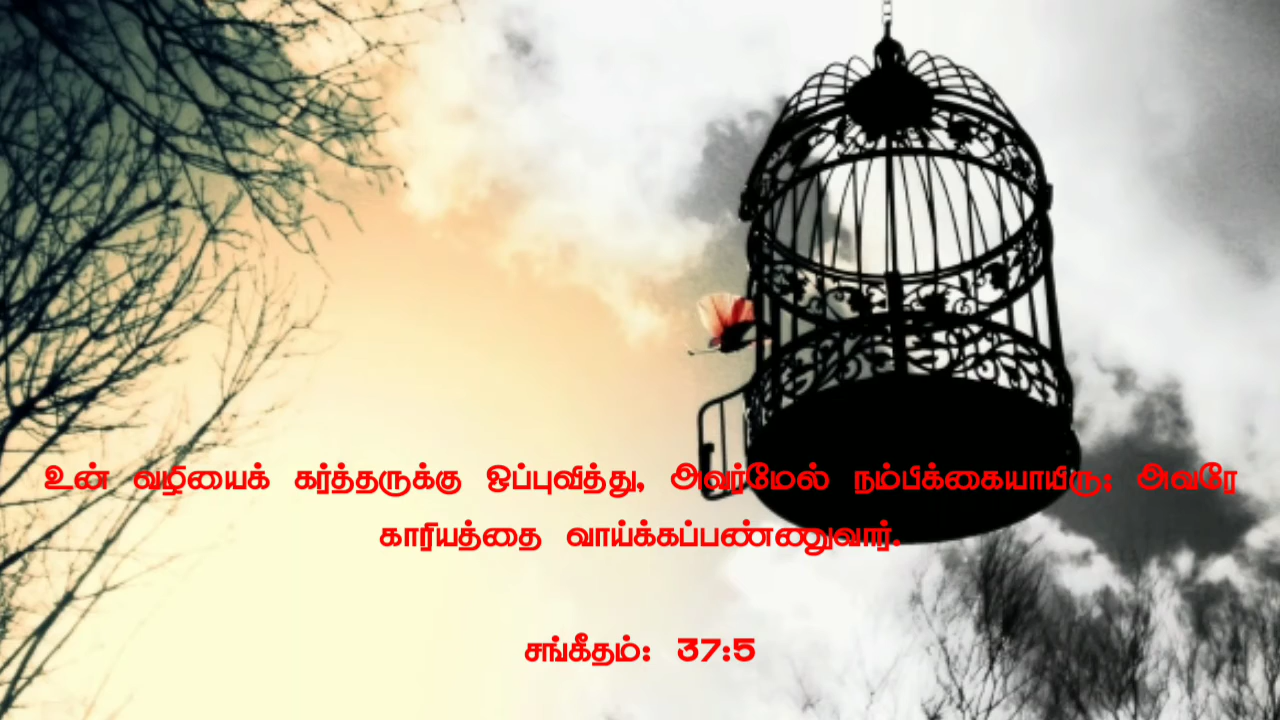 உன் வழியைக் கர்த்தருக்கு ஒப்புவித்து, அவர்மேல் நம்பிக்கையாயிரு; அவரே
காரியத்தை வாய்க்கப்பண்ணுவார்.
சங்கீதம்: 37:5